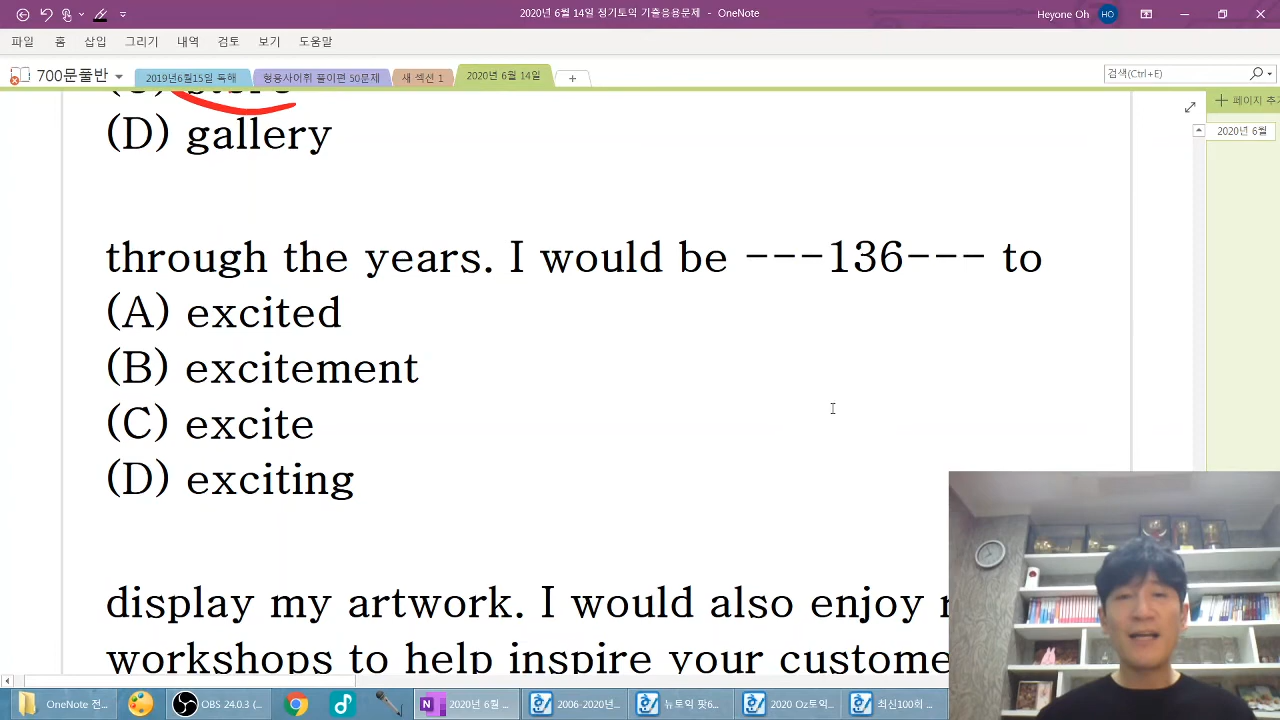 2020년 6월 14일 정기토익 기출응용문제 - OneNote
Heyone Oh
HO
파일 홈 삽입 그리기 내역 검토 보기 도움말
700문풀반
2019년6월15일 독해
형용사어휘 풀이편 50문제
새 섹션 1
2020년 6월 14일
검색(Ctrl+E)
페이지 추가
2020년 6월
(D) gallery
through the years. I would be ---136--- to
(A) excited
(B) excitement
(C) excite
(D) exciting
display my artwork. I would also enjoy
workshops to help inspire your custome
OneNote 전...
OBS 24.0.3 (...
2020년 6월 ...
2006-2020년...
뉴토익 팟6...
2020 Oz토익...
최신100회 ...